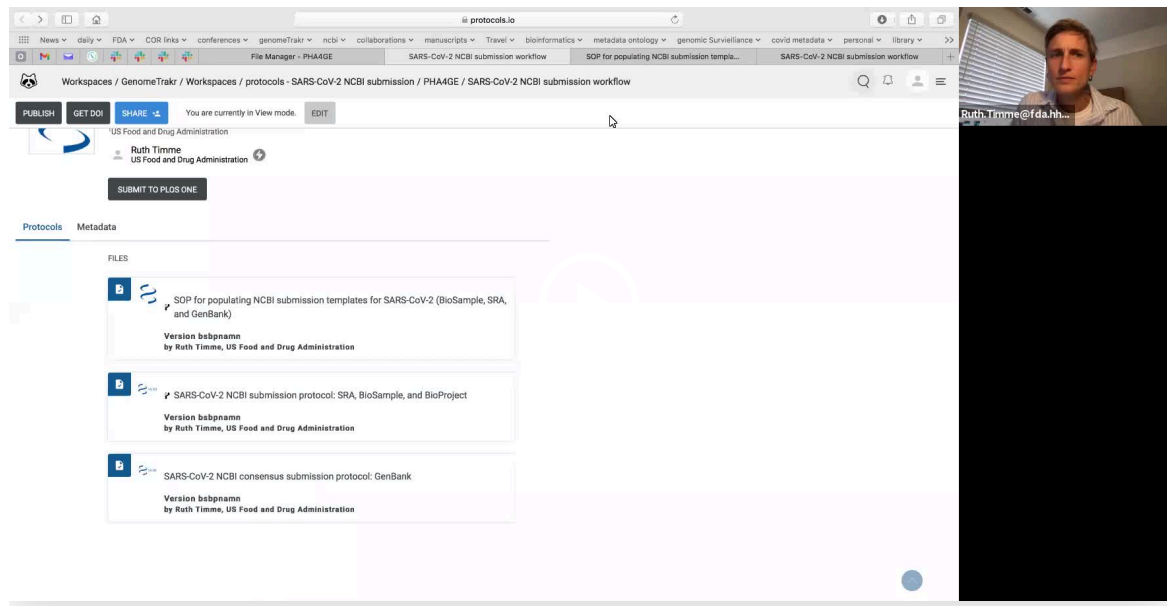 protocols.io
News daily FDA COR links conferences genomeTrakr ncbi collaborations manuscripts Travel bioinformatics metadata ontology genomic Survielliance covid metadata personal library
File Manager - PHA4GE SARS-CoV-2 NCBI submission workflow SOP for populating NCBI submission templa... SARS-CoV-2 NCBI submission workflow
Workspaces / GenomeTrakr / Workspaces / protocols - SARS-CoV-2 NCBI submission / PHA4GE / SARS-CoV-2 NCBI submission workflow
PUBLISH GET DOI SHARE You are currently in View mode. EDIT
Ruth.Timme@fda.hh...
US Food and Drug Administration
Ruth Timme
US Food and Drug Administration
SUBMIT TO PLOS ONE
Protocols Metadata
FILES
SOP for populating NCBI submission templates for SARS-CoV-2 (BioSample, SRA,
and GenBank)
Version bsbpnamn
by Ruth Timme, US Food and Drug Administration
SARS-CoV-2 NCBI submission protocol: SRA, BioSample, and BioProject
Version bsbpnamn
by Ruth Timme, US Food and Drug Administration
SARS-CoV-2 NCBI consensus submission protocol: GenBank
Version bsbpnamn
by Ruth Timme, US Food and Drug Administration